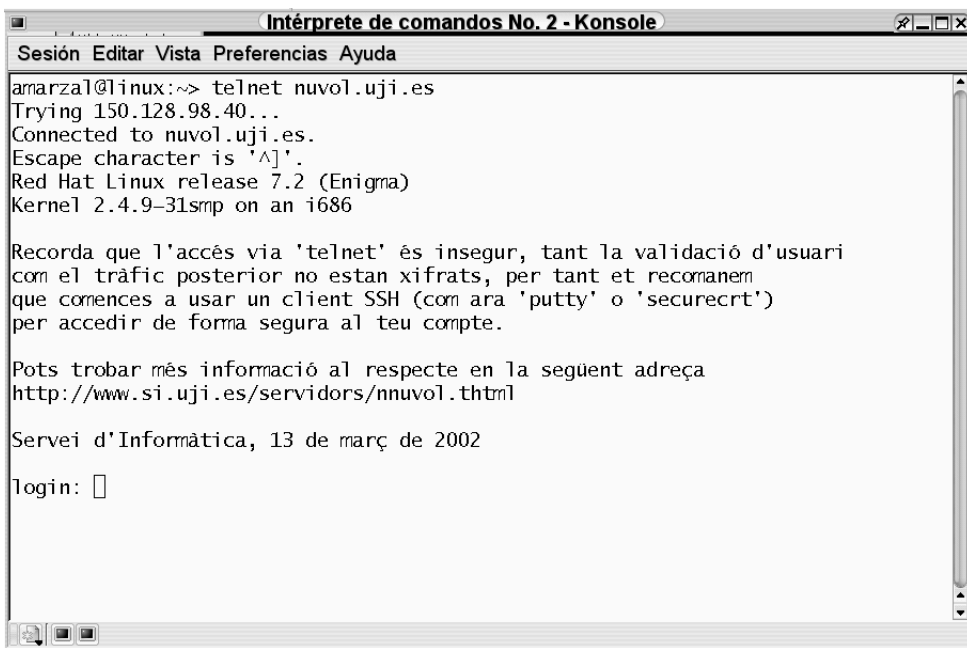 Intérprete de comandos No. 2 - Konsole
Sesión Editar Vista Preferencias Ayuda
amarzal@linux:~> telnet nuvol.uji.es
Trying 150.128.98.40...
Connected to nuvol.uji.es.
Escape character is '^]'.
Red Hat Linux release 7.2 (Enigma)
Kernel 2.4.9-31smp on an i686
Recorda que l'accés via 'telnet' és insegur, tant la validació d'usuari
com el tràfic posterior no estan xifrats, per tant et recomanem
que comences a usar un client SSH (com ara 'putty' o 'securecrt')
per accedir de forma segura al teu compte.
Pots trobar més informació al respecte en la següent adreça
http://www.si.uji.es/servidors/nnuvol.thtml
Servei d'Informàtica, 13 de març de 2002
login: